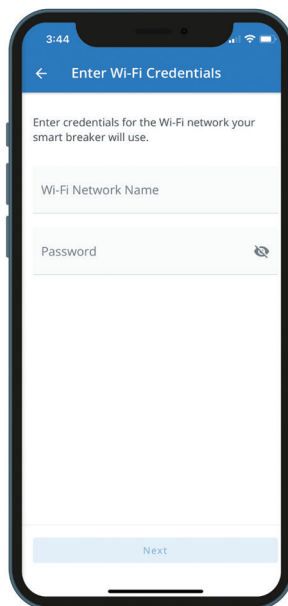 3:44
Enter Wi-Fi Credentials
Enter credentials for the Wi-Fi network your
smart breaker will use.
Wi-Fi Network Name
Password
Next